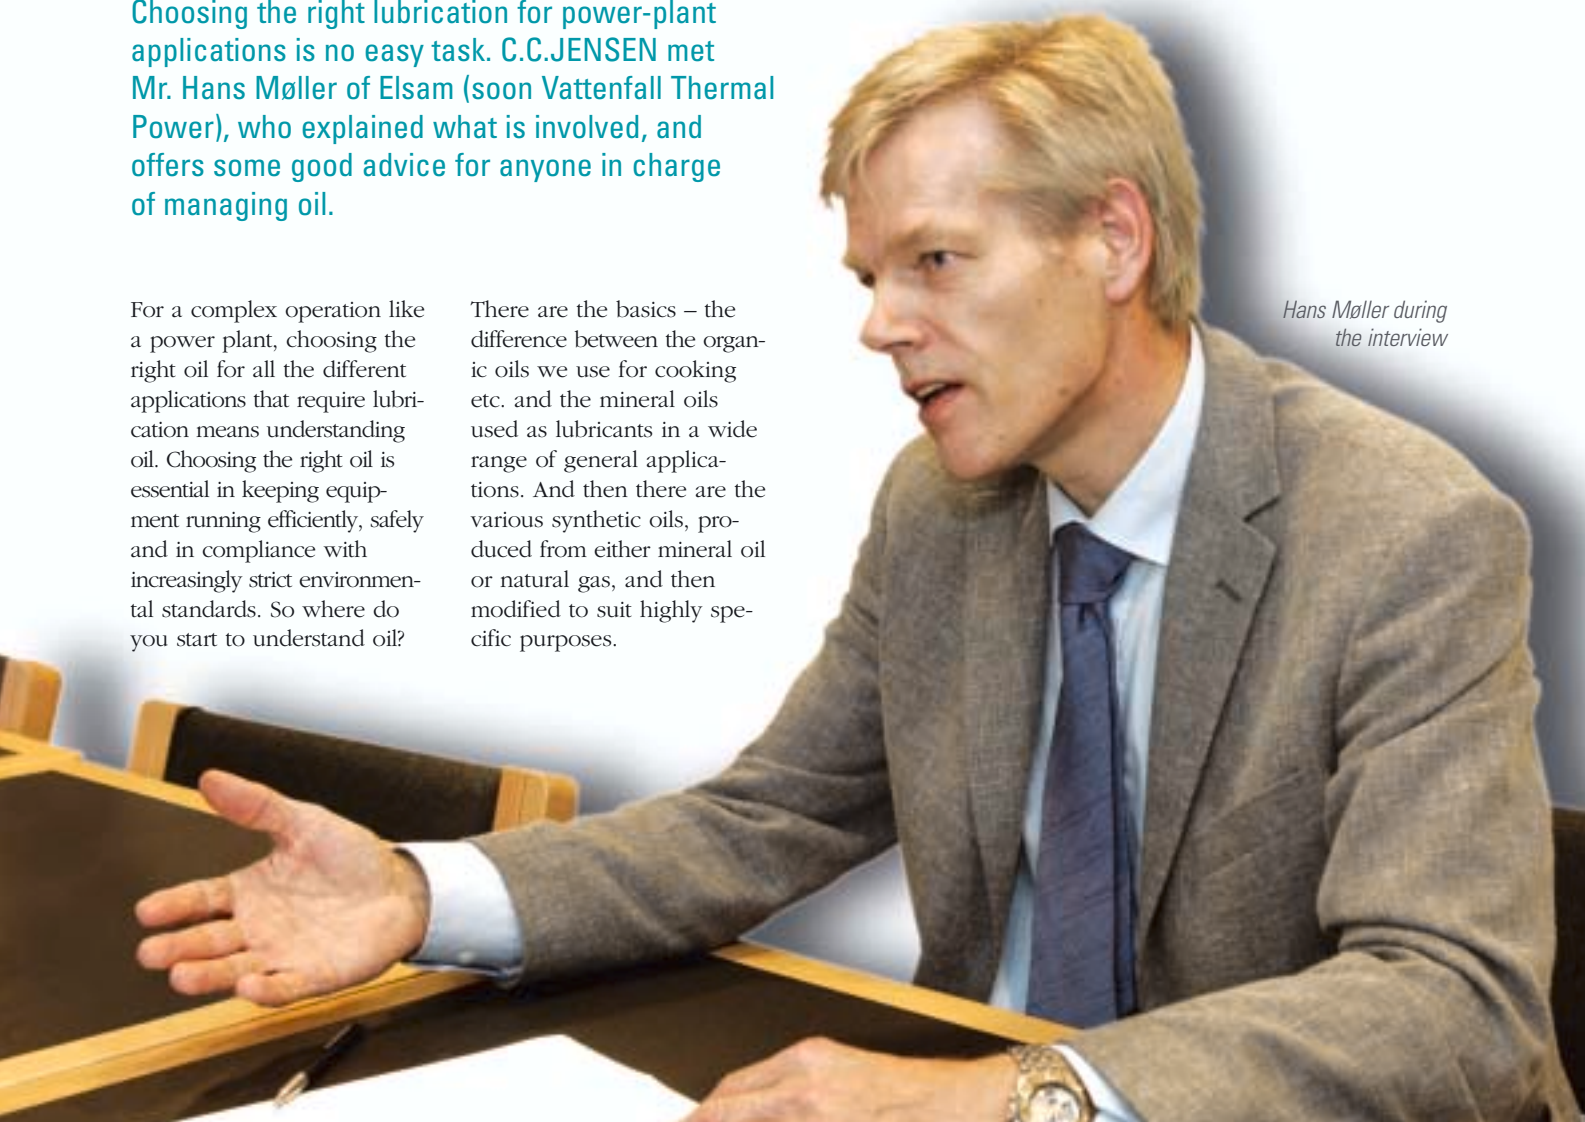 Choosing the right lubrication for power-plant
applications is no easy task. C.C.JENSEN met
Mr. Hans Møller of Elsam (soon Vattenfall Thermal
Power), who explained what is involved, and
offers some good advice for anyone in charge
of managing oil.
For a complex operation like
a power plant, choosing the
right oil for all the different
applications that require lubri-
cation means understanding
oil. Choosing the right oil is
essential in keeping equip-
ment running efficiently, safely
and in compliance with
increasingly strict environmen-
tal standards. So where do
you start to understand oil?
There are the basics – the
difference between the organ-
ic oils we use for cooking
etc. and the mineral oils
used as lubricants in a wide
range of general applica-
tions. And then there are the
various synthetic oils, pro-
duced from either mineral oil
or natural gas, and then
modified to suit highly spe-
cific purposes.
Hans Møller during
the interview